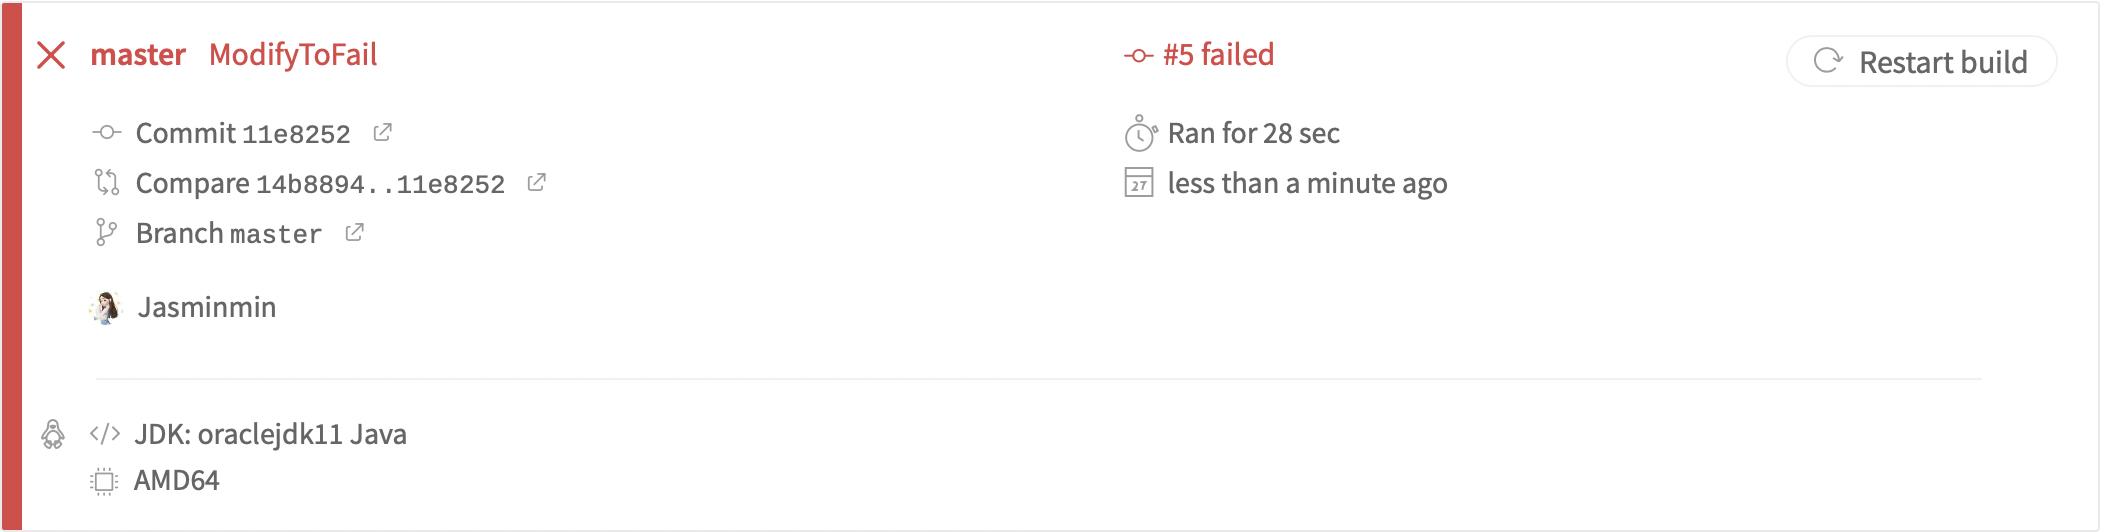 master ModifyToFail
#5 failed
Restart build
Commit 11e8252
Compare 14b8894..11e8252
Branch master
Ran for 28 sec
27 less than a minute ago
Jasminmin
</> JDK: oraclejdk11 Java
AMD64